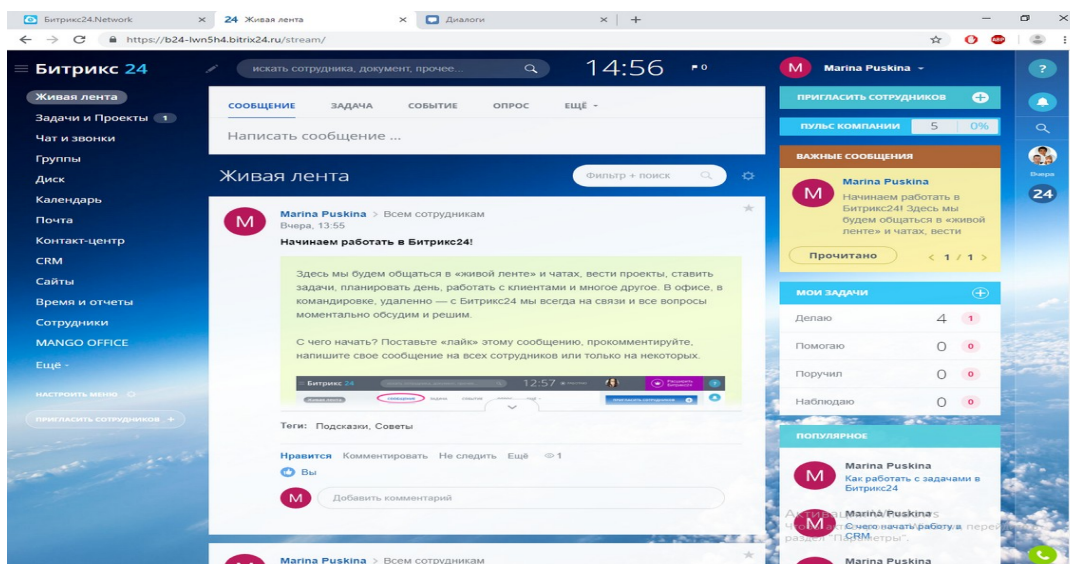 Битрикс24.Network
24 Живая лента
Диалоги
https://b24-lwn5h4.bitrix24.ru/stream/
ABP
Битрикс 24
искать сотрудника, документ, прочее...
14:56
0
M Marina Puskina
?
Живая лента
Задачи и Проекты 1
Чат и звонки
Группы
Диск
Календарь
Почта
Контакт-центр
CRM
Сайты
Время и отчеты
Сотрудники
MANGO OFFICE
Ещё -
НАСТРОИТЬ МЕНЮ
ПРИГЛАСИТЬ СОТРУДНИКОВ +
СООБЩЕНИЕ ЗАДАЧА СОБЫТИЕ ОПРОС ЕЩЁ -
Написать сообщение ...
Живая лента
Фильтр + поиск
M
Marina Puskina > Всем сотрудникам
Вчера, 13:55
Начинаем работать в Битрикс24!
Здесь мы будем общаться в «живой ленте» и чатах, вести проекты, ставить
задачи, планировать день, работать с клиентами и многое другое. В офисе, в
командировке, удаленно — с Битрикс24 мы всегда на связи и все вопросы
моментально обсудим и решим.
С чего начать? Поставьте «лайк» этому сообщению, прокомментируйте,
напишите свое сообщение на всех сотрудников или только на некоторых.
Битрикс 24
12:57
Теги: Подсказки, Советы
Нравится Комментировать Не следить Ещё 1
Вы
M Добавить комментарий
Marina Puskina > Всем сотрудникам
ПРИГЛАСИТЬ СОТРУДНИКОВ
ПУЛЬС КОМПАНИИ 5 0%
ВАЖНЫЕ СООБЩЕНИЯ
M
Marina Puskina
Начинаем работать в
Битрикс24! Здесь мы
будем общаться в «живой
ленте» и чатах, вести
Прочитано < 1 / 1 >
МОИ ЗАДАЧИ
Делаю 4 1
Помогаю 0 0
Поручил 0 0
Наблюдаю 0 0
ПОПУЛЯРНОЕ
M
Marina Puskina
Как работать с задачами в
Битрикс24
M
Marina Puskina
С чего начать работу в
CRM
раздел "Параметры".
Marina Puskina
Вчера
24